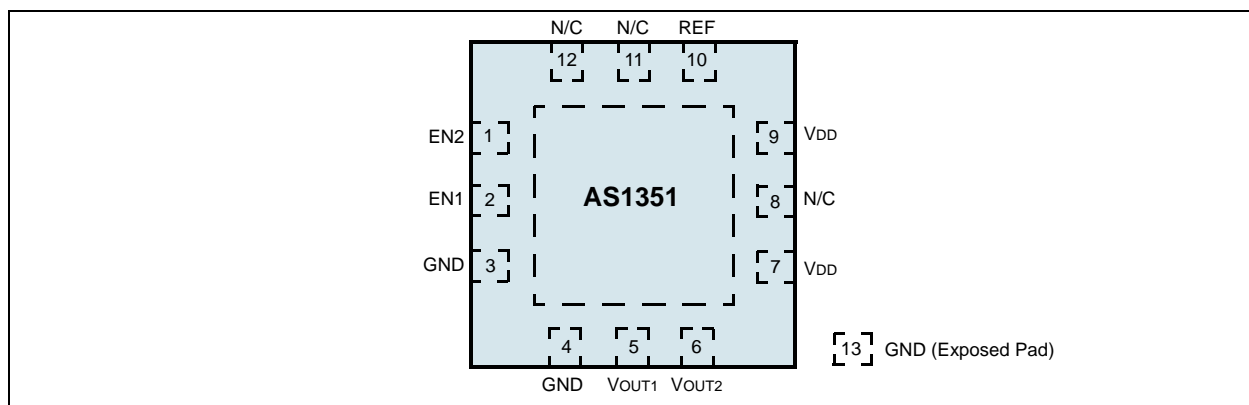 N/C N/C REF
12 11 10
EN2 1 9 VDD
EN1 2 AS1351 8 N/C
GND 3 7 VDD
4 5 6 13 GND (Exposed Pad)
GND VOUT1 VOUT2